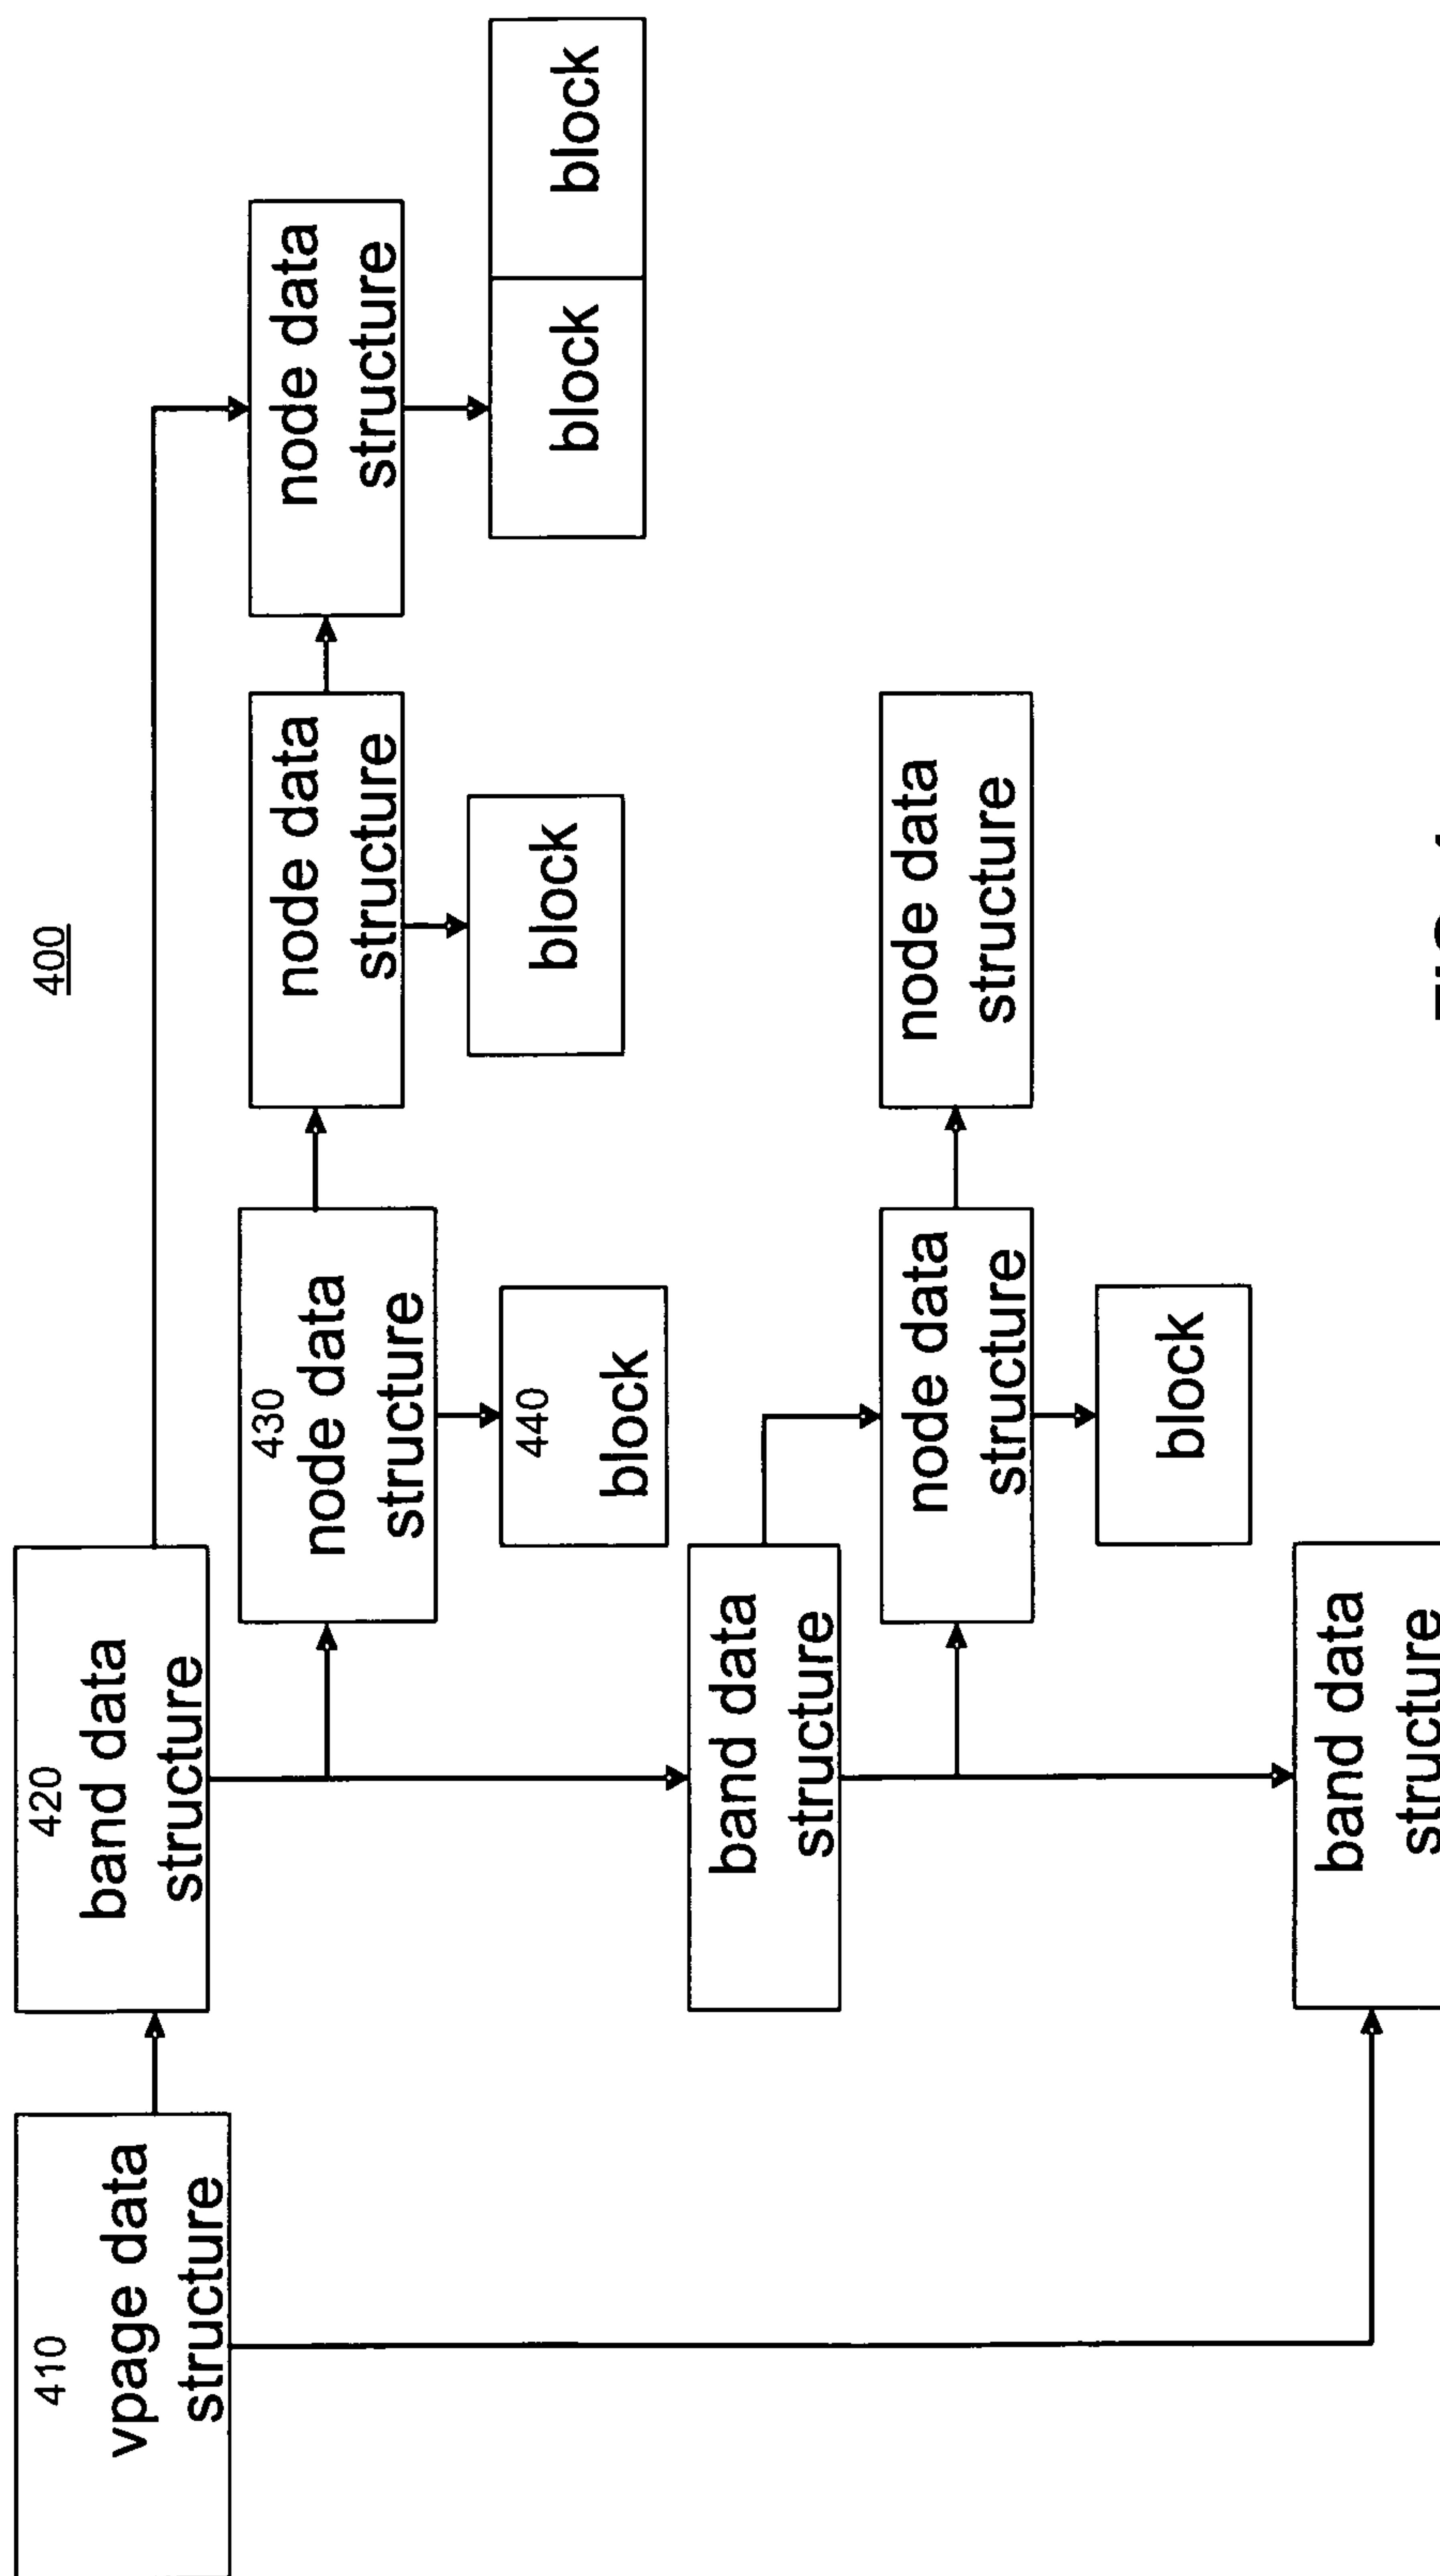 400
410
vpage data
structure
420
band data
structure
430
node data
structure
node data
structure
node data
structure
440
block
block
block
block
band data
structure
node data
structure
node data
structure
block
band data
structure